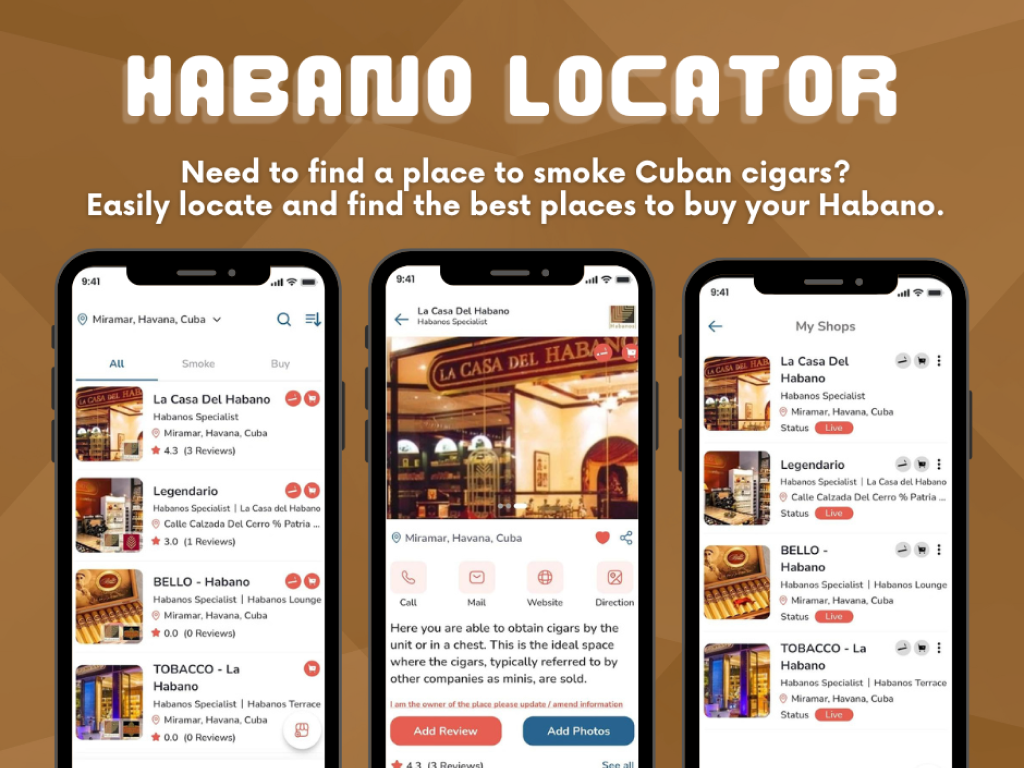 HABANO LOCATOR
Need to find a place to smoke Cuban cigars?
Easily locate and find the best places to buy your Habano.
9:41
Miramar, Havana, Cuba
All
Smoke
Buy
La Casa Del Habano
Habanos Specialist
Miramar, Havana, Cuba
4.3 (3 Reviews)
Legendario
Habanos Specialist | La Casa del Habano
Calle Calzada Del Cerro % Patria ...
3.0 (1 Reviews)
BELLO - Habano
Habanos Specialist | Habanos Lounge
Miramar, Havana, Cuba
0.0 (0 Reviews)
TOBACCO - La
Habano
Habanos Specialist | Habanos Terrace
Miramar, Havana, Cuba
0.0 (0 Reviews)
9:41
La Casa Del Habano
Habanos Specialist
LA CASA DEL HABANO
Miramar, Havana, Cuba
Call
Mail
Website
Direction
Here you are able to obtain cigars by the
unit or in a chest. This is the ideal space
where the cigars, typically referred to by
other companies as minis, are sold.
I am the owner of the place please update / amend information
Add Review
Add Photos
4.3 (3 Reviews)
See all
9:41
My Shops
La Casa Del
Habano
Habanos Specialist
Miramar, Havana, Cuba
Status Live
Legendario
Habanos Specialist | La Casa del Habano
Calle Calzada Del Cerro % Patria ...
Status Live
BELLO -
Habano
Habanos Specialist | Habanos Lounge
Miramar, Havana, Cuba
Status Live
TOBACCO - La
Habano
Habanos Specialist | Habanos Terrace
Miramar, Havana, Cuba
Status Live